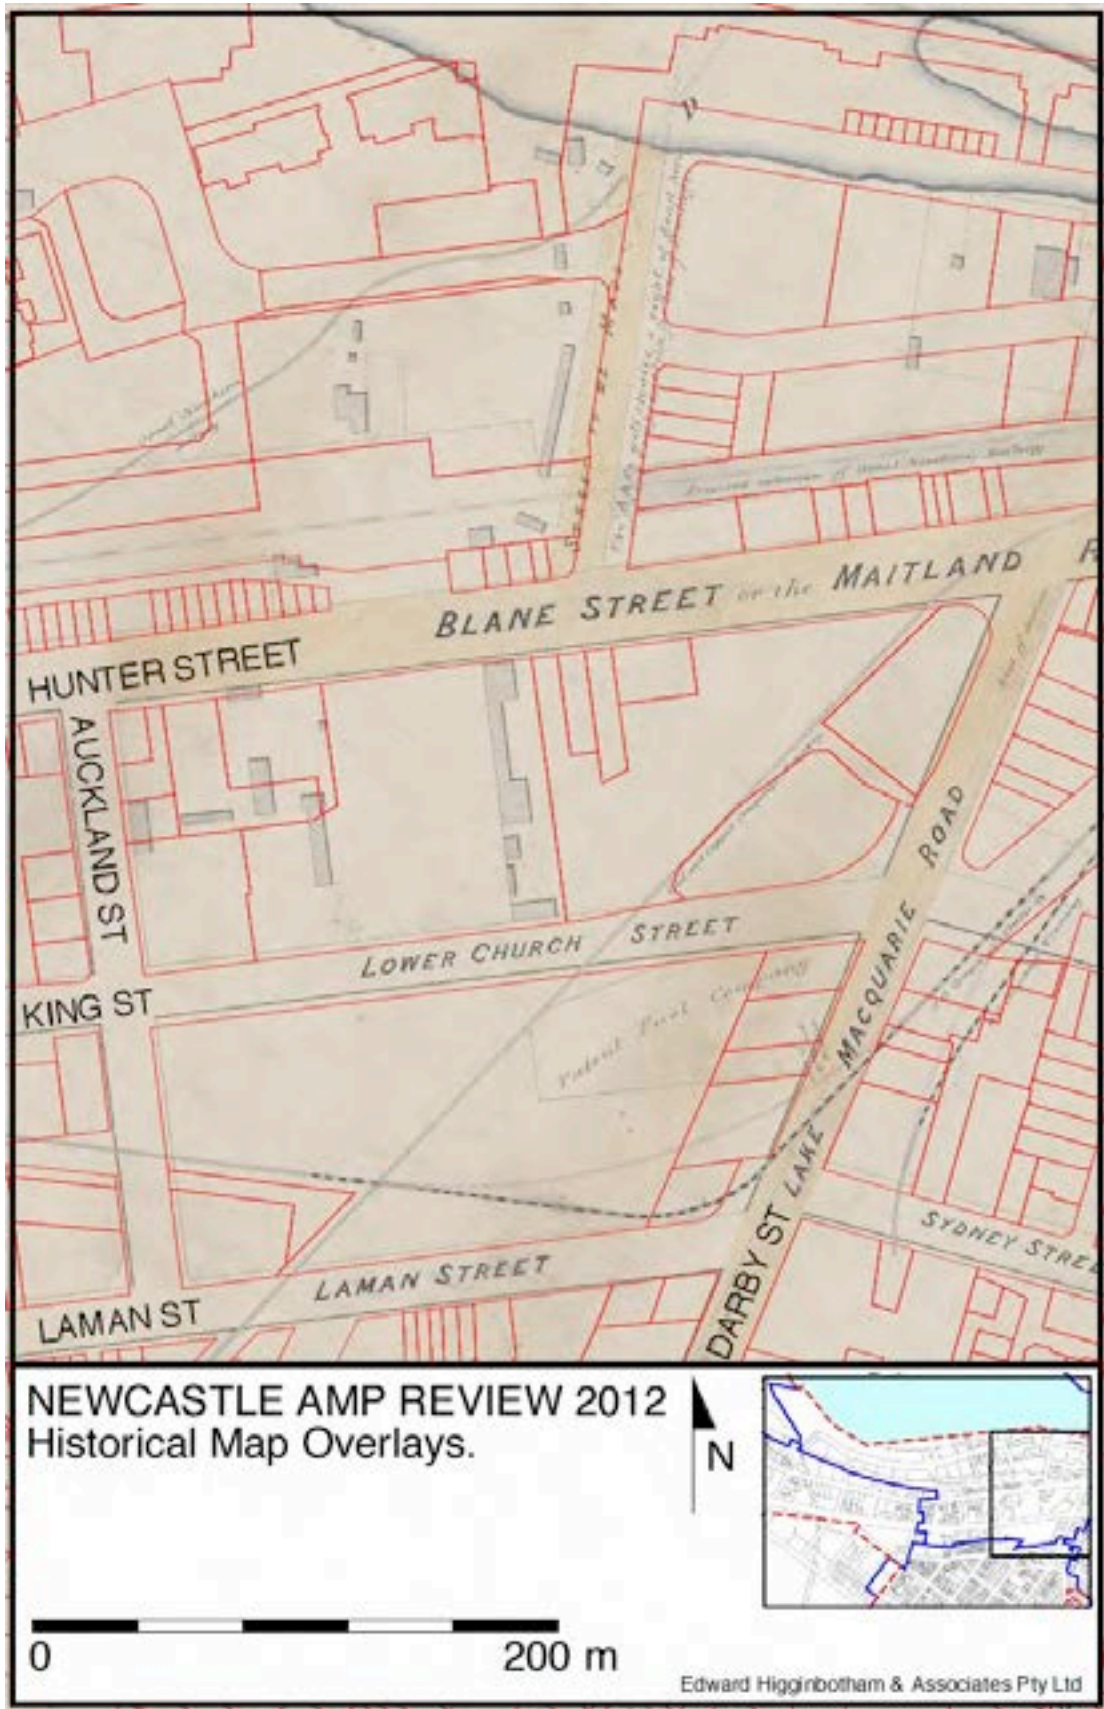 D
BLANE STREET or the MAITLAND R
HUNTER STREET
AUCKLAND ST
LOWER CHURCH STREET
MACQUARIE ROAD
KING ST
Patent Fuel Company
LAKE
SYDNEY STREE
LAMAN STREET
LAMAN ST
DARBY ST
NEWCASTLE AMP REVIEW 2012
Historical Map Overlays.
N
0 200 m
Edward Higginbotham & Associates Pty Ltd